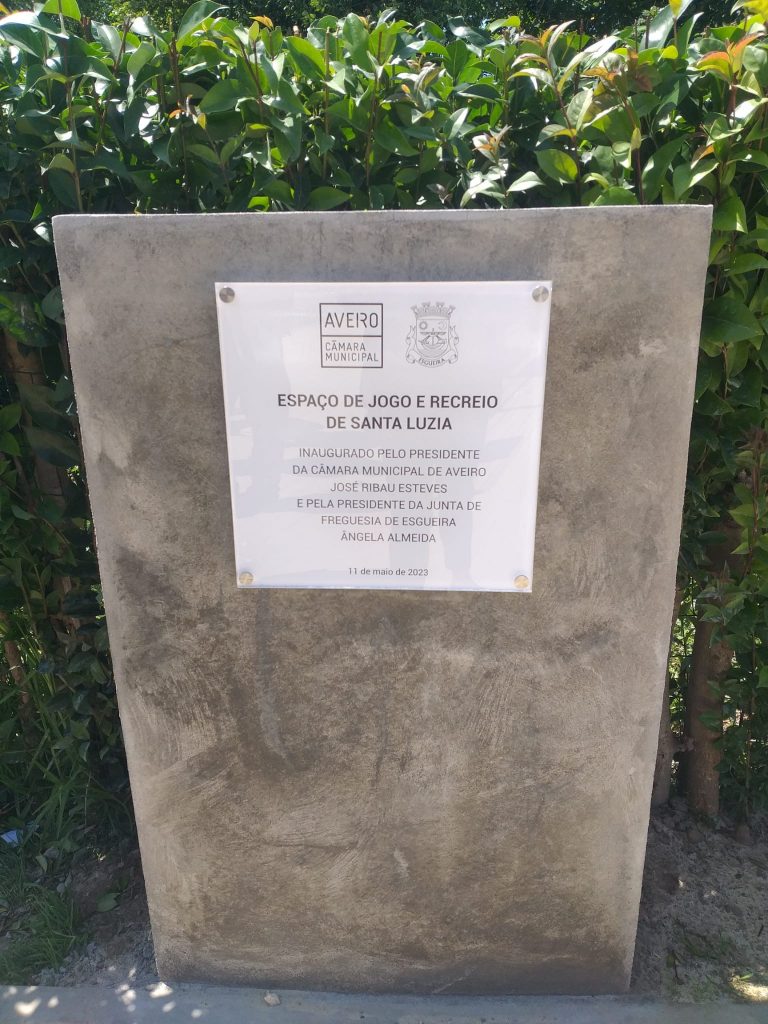 AVEIRO
CÂMARA
MUNICIPAL
ESGUEIRA
ESPAÇO DE JOGO E RECREIO
DE SANTA LUZIA
INAUGURADO PELO PRESIDENTE
DA CÂMARA MUNICIPAL DE AVEIRO
JOSÉ RIBAU ESTEVES
E PELA PRESIDENTE DA JUNTA DE
FREGUESIA DE ESGUEIRA
ÂNGELA ALMEIDA
11 de maio de 2023